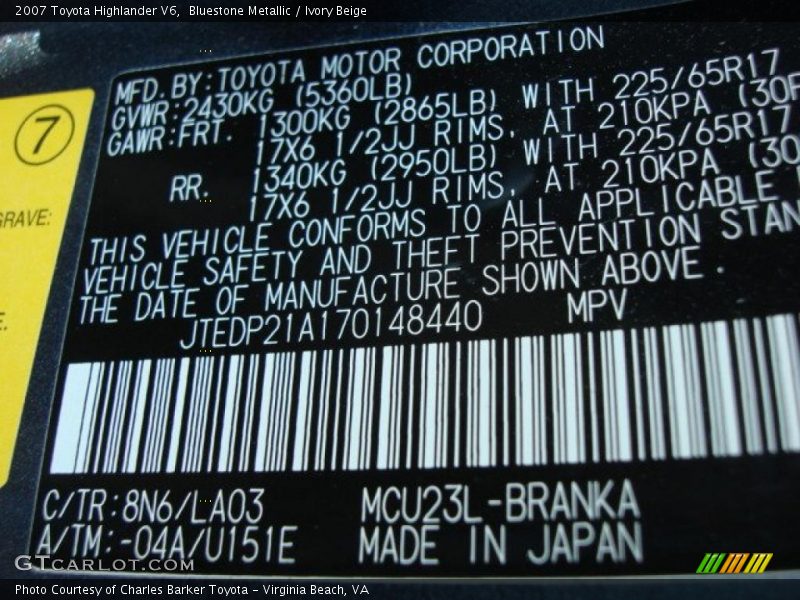 2007 Toyota Highlander V6, Bluestone Metallic / Ivory Beige
7
GRAVE:
MFD.BY:TOYOTA MOTOR CORPORATION
GVWR:2430KG (5360LB)
GAWR:FRT. 1300KG (2865LB) WITH 225/65R17
17X6 1/2JJ RIMS, AT 210KPA (30P
RR. 1340KG (2950LB) WITH 225/65R17
17X6 1/2JJ RIMS, AT 210KPA (30
THIS VEHICLE CONFORMS TO ALL APPLICABLE
VEHICLE SAFETY AND THEFT PREVENTION STAN
THE DATE OF MANUFACTURE SHOWN ABOVE.
JTEDP21A170148440 MPV
C/TR:8N6/LA03 MCU23L-BRANKA
A/TM:-04A/U151E MADE IN JAPAN
GTcarlot.com
Photo Courtesy of Charles Barker Toyota - Virginia Beach, VA